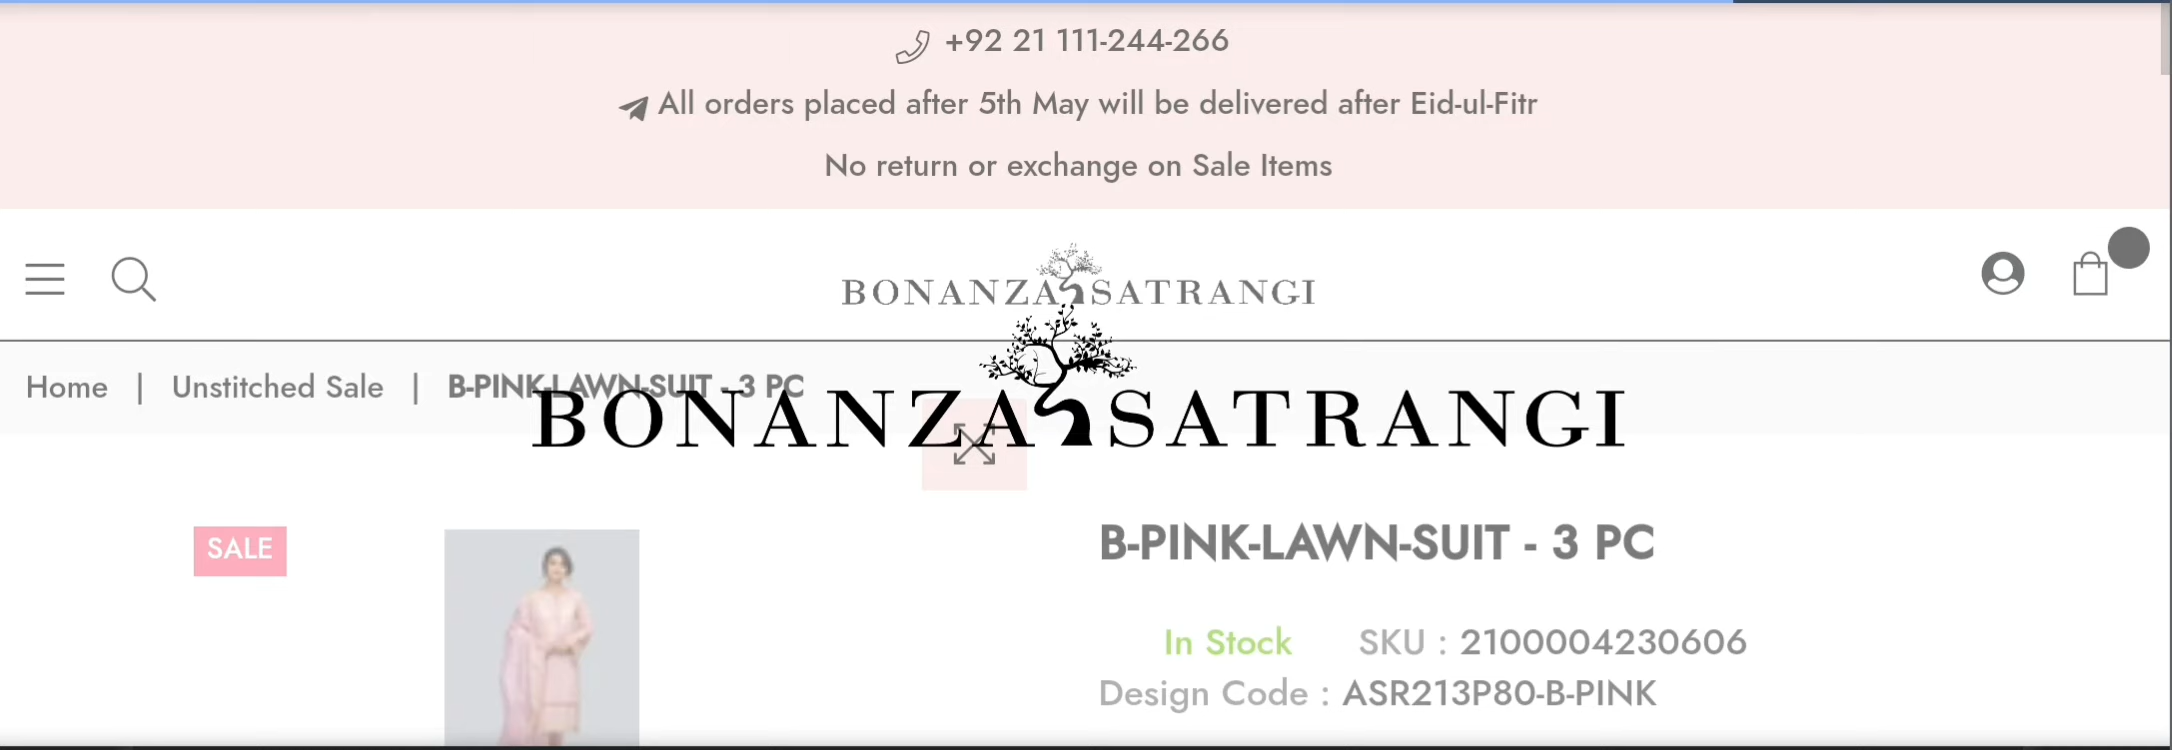 +92 21 111-244-266
All orders placed after 5th May will be delivered after Eid-ul-Fitr
No return or exchange on Sale Items
BONANZA SATRANGI
Home | Unstitched Sale | B-PINK-LAWN-SUIT - 3 PC
BONANZA SATRANGI
SALE
B-PINK-LAWN-SUIT - 3 PC
In Stock SKU : 2100004230606
Design Code : ASR213P80-B-PINK